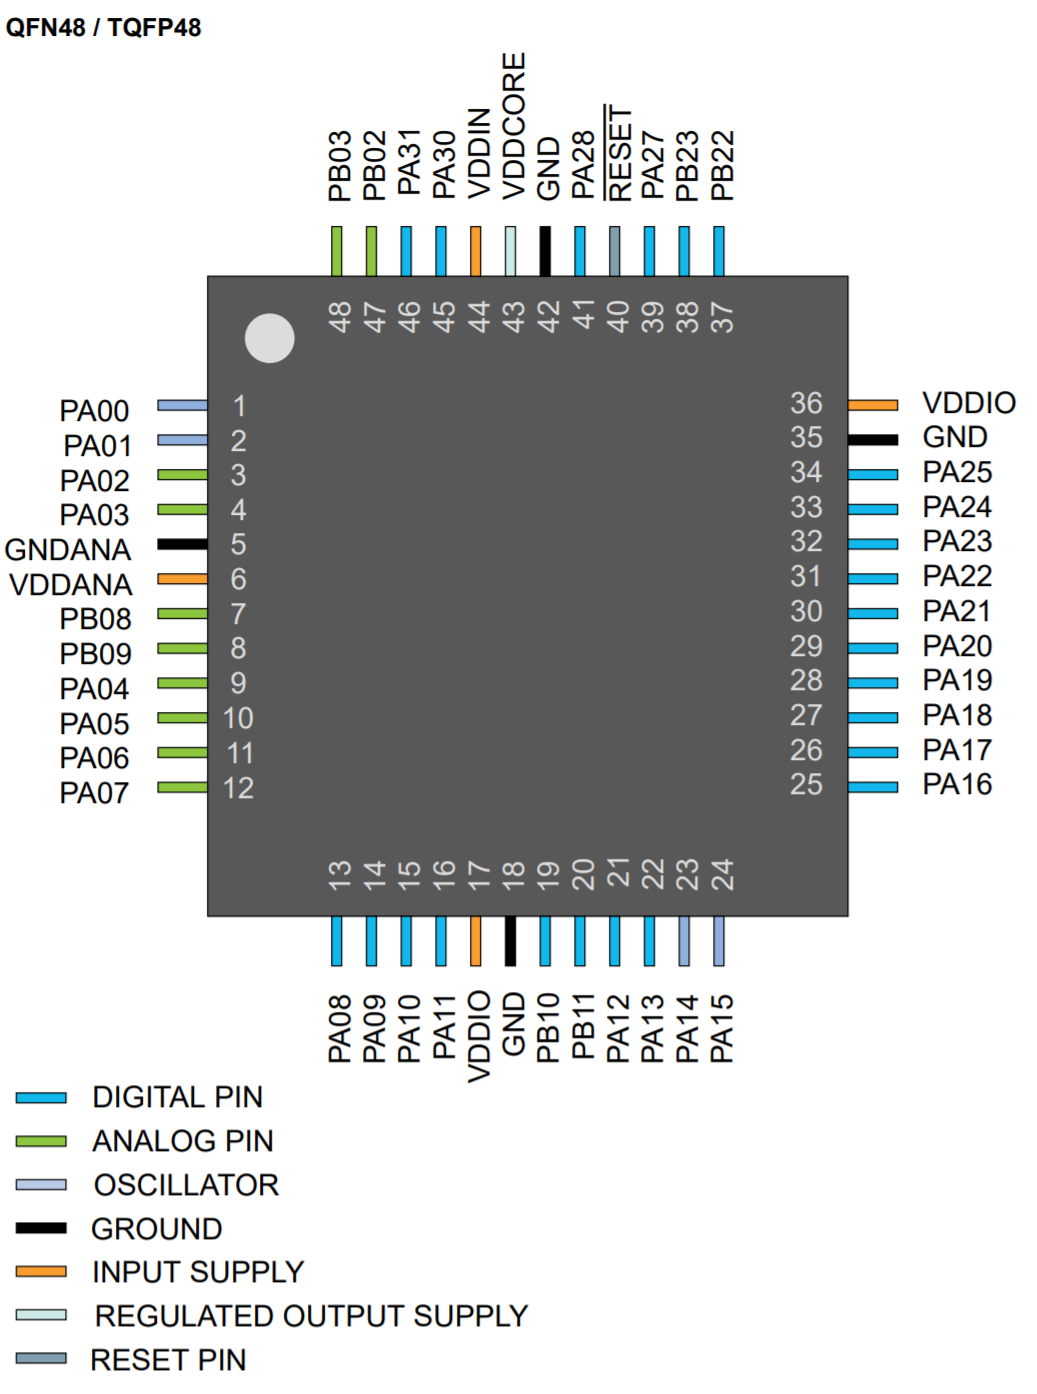 QFN48 / TQFP48
PB03
PB02
PA31
PA30
VDDIN
VDDCORE
GND
PA28
RESET
PA27
PB23
PB22
48
47
46
45
44
43
42
41
40
39
38
37
PA00 1
PA01 2
PA02 3
PA03 4
GNDANA 5
VDDANA 6
PB08 7
PB09 8
PA04 9
PA05 10
PA06 11
PA07 12
36 VDDIO
35 GND
34 PA25
33 PA24
32 PA23
31 PA22
30 PA21
29 PA20
28 PA19
27 PA18
26 PA17
25 PA16
13
14
15
16
17
18
19
20
21
22
23
24
PA08
PA09
PA10
PA11
VDDIO
GND
PB10
PB11
PA12
PA13
PA14
PA15
DIGITAL PIN
ANALOG PIN
OSCILLATOR
GROUND
INPUT SUPPLY
REGULATED OUTPUT SUPPLY
RESET PIN